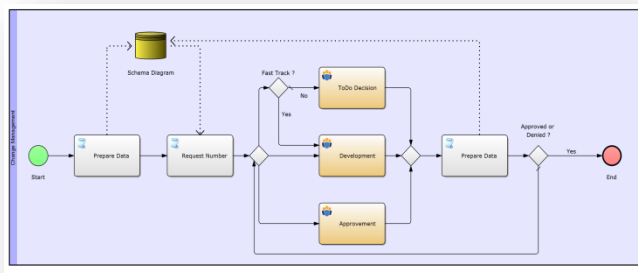 Change Management
Schema Diagram
Fast Track ?
ToDo Decision
No
Yes
Approved or
Denied ?
Prepare Data
Request Number
Development
Prepare Data
Yes
Start
End
Approvement